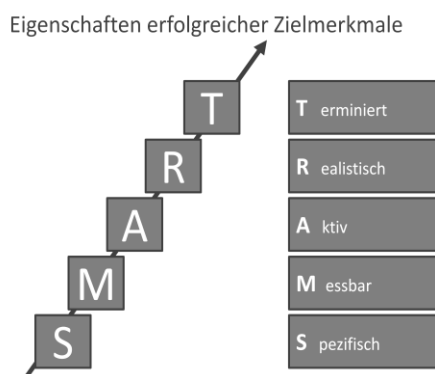 Eigenschaften erfolgreicher Zielmerkmale
T
T erminiert
R
R ealistisch
A
A ktiv
M
M essbar
S
S pezifisch